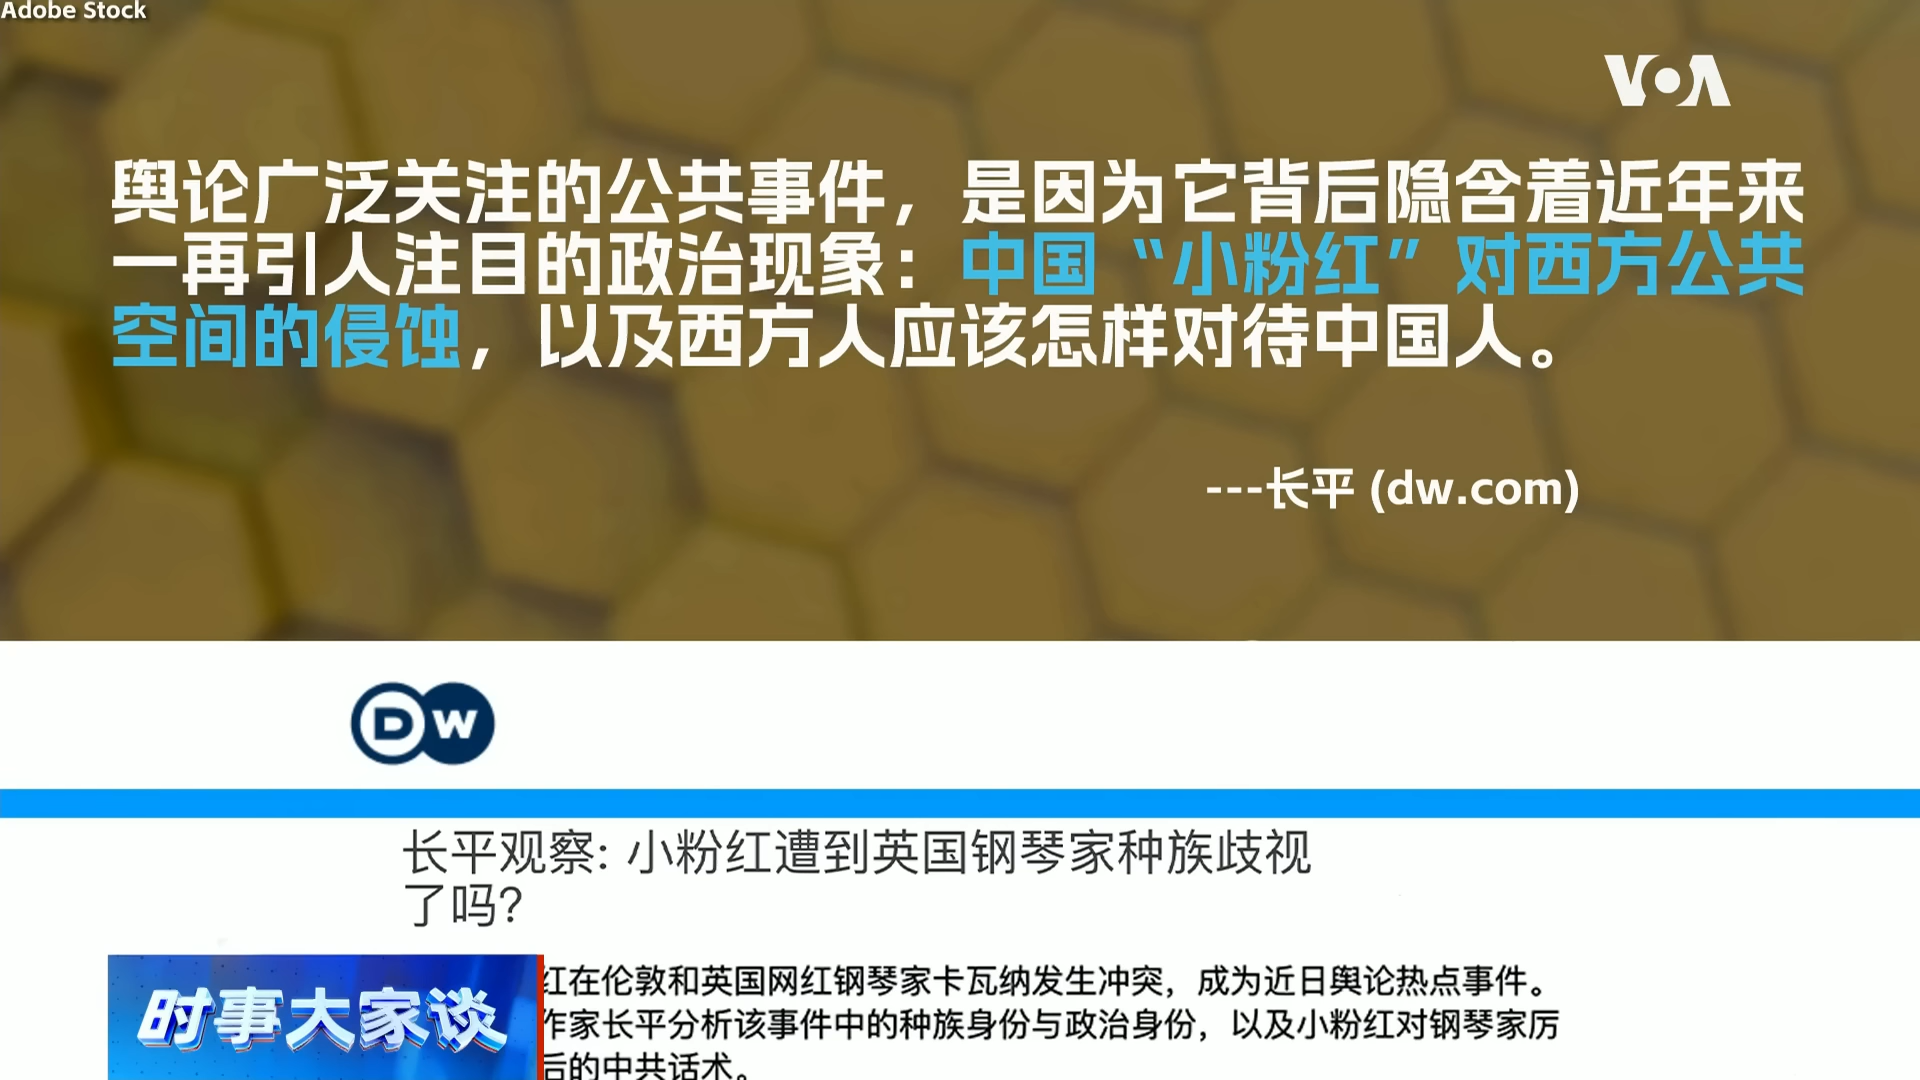 Adobe Stock
VOA
舆论广泛关注的公共事件，是因为它背后隐含着近年来
一再引人注目的政治现象：中国“小粉红”对西方公共
空间的侵蚀，以及西方人应该怎样对待中国人。
---长平 (dw.com)
DW
长平观察: 小粉红遭到英国钢琴家种族歧视
了吗?
红在伦敦和英国网红钢琴家卡瓦纳发生冲突，成为近日舆论热点事件。
时事大家谈
作家长平分析该事件中的种族身份与政治身份，以及小粉红对钢琴家厉
后的中共话术。